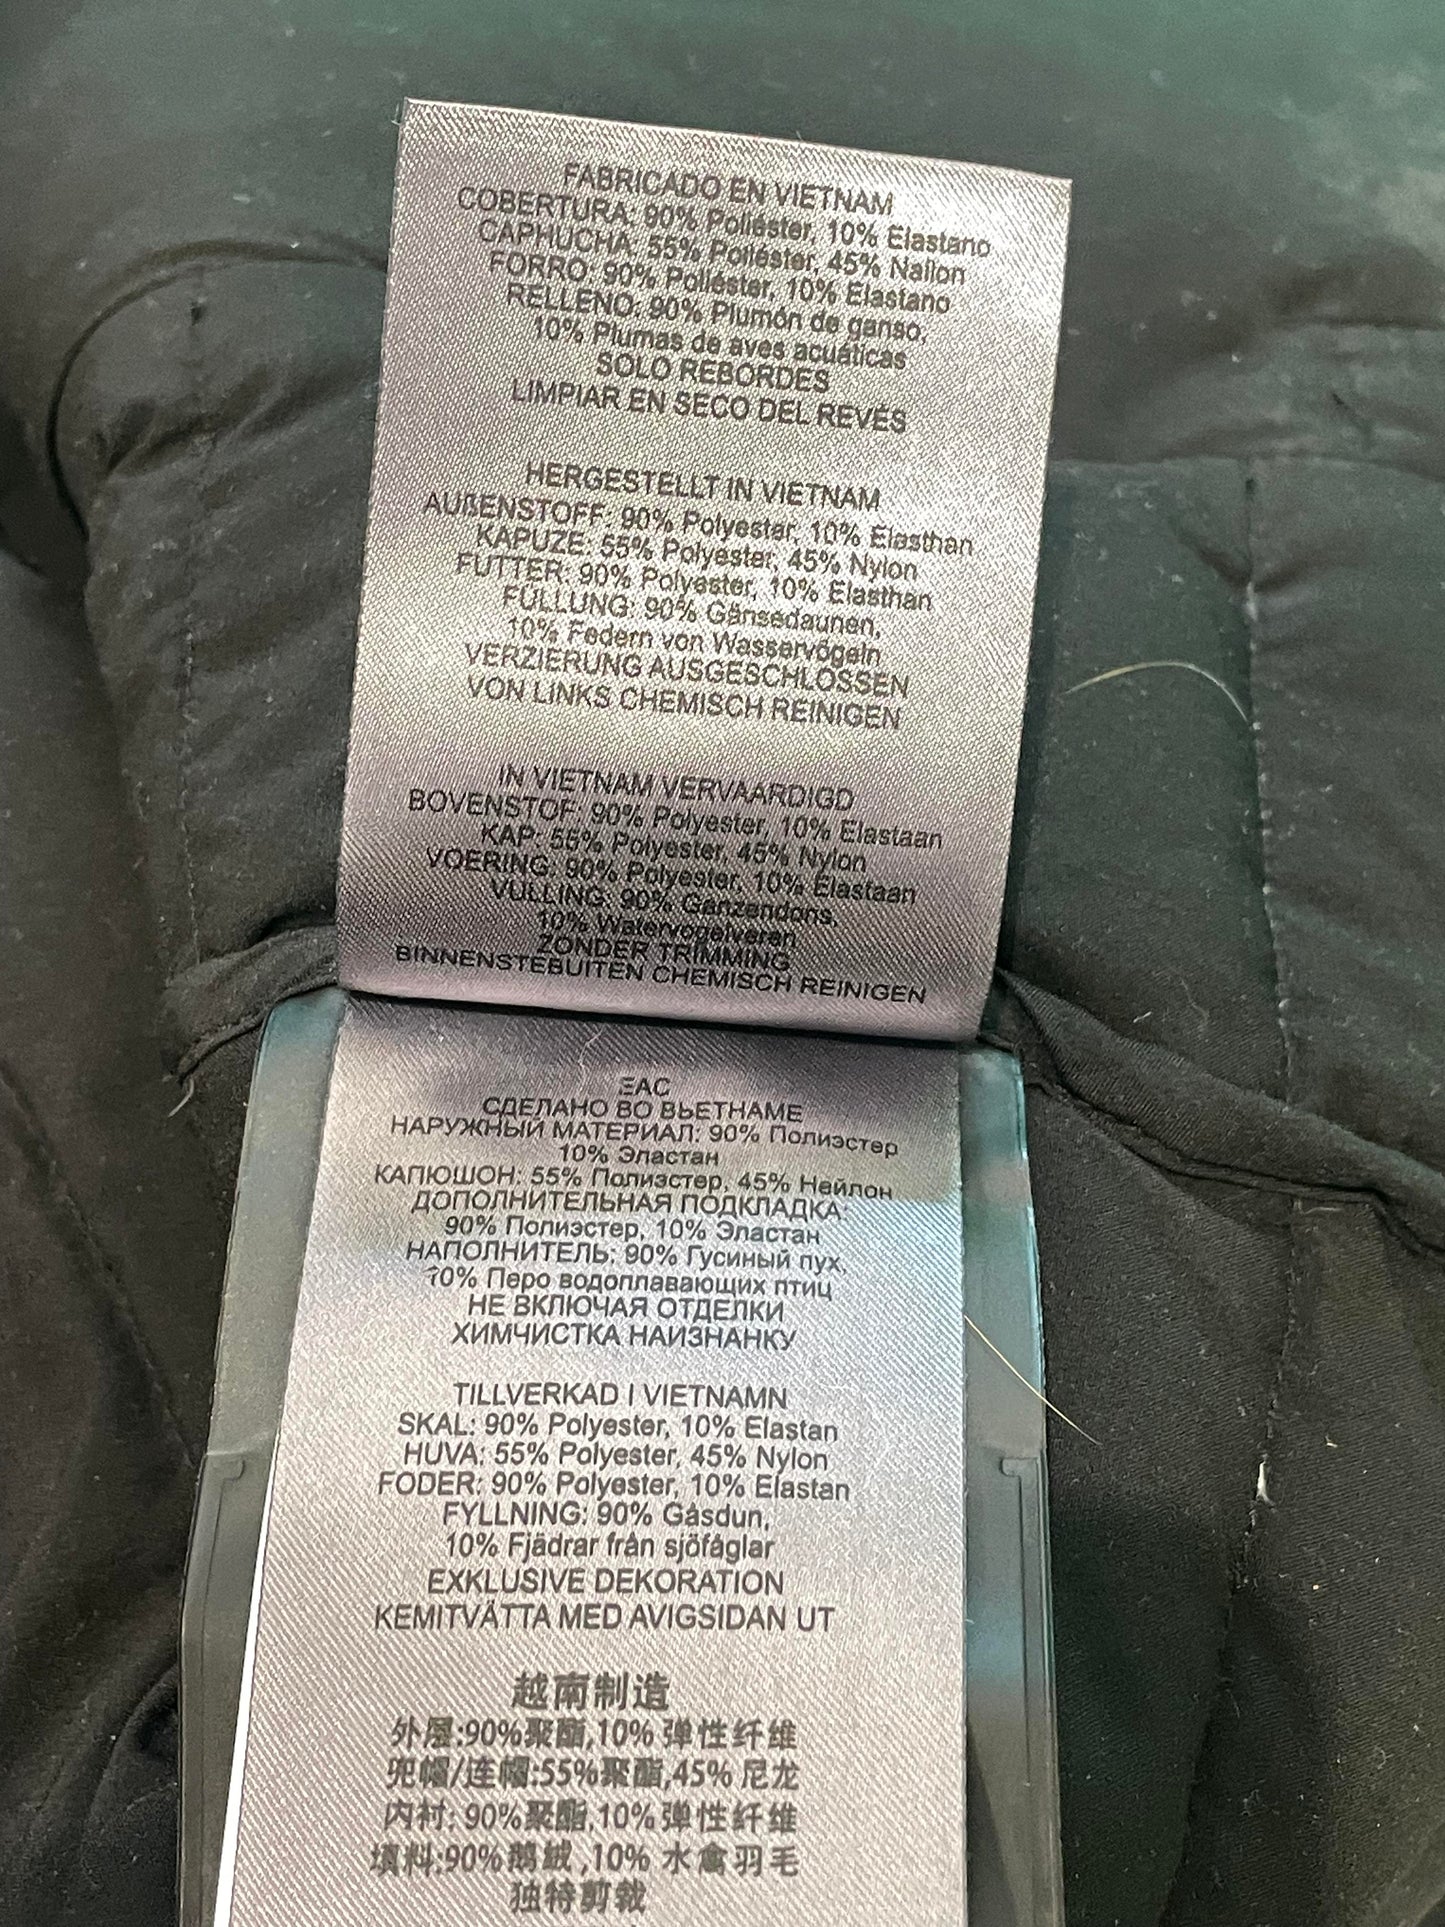 FABRICADO EN VIETNAM
COBERTURA: 90% Poliéster, 10% Elastano
CAPHUCHA: 55% Poliéster, 45% Nailon
FORRO: 90% Poliéster, 10% Elastano
RELLENO: 90% Plumón de ganso,
10% Plumas de aves acuáticas
SOLO REBORDES
LIMPIAR EN SECO DEL REVÉS
HERGESTELLT IN VIETNAM
AUßENSTOFF: 90% Polyester, 10% Elasthan
KAPUZE: 55% Polyester, 45% Nylon
FUTTER: 90% Polyester, 10% Elasthan
FÜLLUNG: 90% Gänsedaunen,
10% Federn von Wasservögeln
VERZIERUNG AUSGESCHLOSSEN
VON LINKS CHEMISCH REINIGEN
IN VIETNAM VERVAARDIGD
BOVENSTOF: 90% Polyester, 10% Elastaan
KAP: 55% Polyester, 45% Nylon
VOERING: 90% Polyester, 10% Elastaan
VULLING: 90% Ganzendons,
10% Watervogelveren
ZONDER TRIMMING
BINNENSTEBUITEN CHEMISCH REINIGEN
EAC
СДЕЛАНО ВО ВЬЕТНАМЕ
НАРУЖНЫЙ МАТЕРИАЛ: 90% Полиэстер
10% Эластан
КАПЮШОН: 55% Полиэстер, 45% Нейлон
ДОПОЛНИТЕЛЬНАЯ ПОДКЛАДКА:
90% Полиэстер, 10% Эластан
НАПОЛНИТЕЛЬ: 90% Гусиный пух,
10% Перо водоплавающих птиц
НЕ ВКЛЮЧАЯ ОТДЕЛКИ
ХИМЧИСТКА НАИЗНАНКУ
TILLVERKAD I VIETNAMN
SKAL: 90% Polyester, 10% Elastan
HUVA: 55% Polyester, 45% Nylon
FODER: 90% Polyester, 10% Elastan
FYLLNING: 90% Gåsdun,
10% Fjädrar från sjöfåglar
EXKLUSIVE DEKORATION
KEMITVÄTTA MED AVIGSIDAN UT
越南制造
外层:90%聚酯,10% 弹性纤维
兜帽/连帽:55%聚酯,45% 尼龙
内衬: 90%聚酯,10%弹性纤维
填料:90%鹅絨,10% 水禽羽毛
独特剪裁